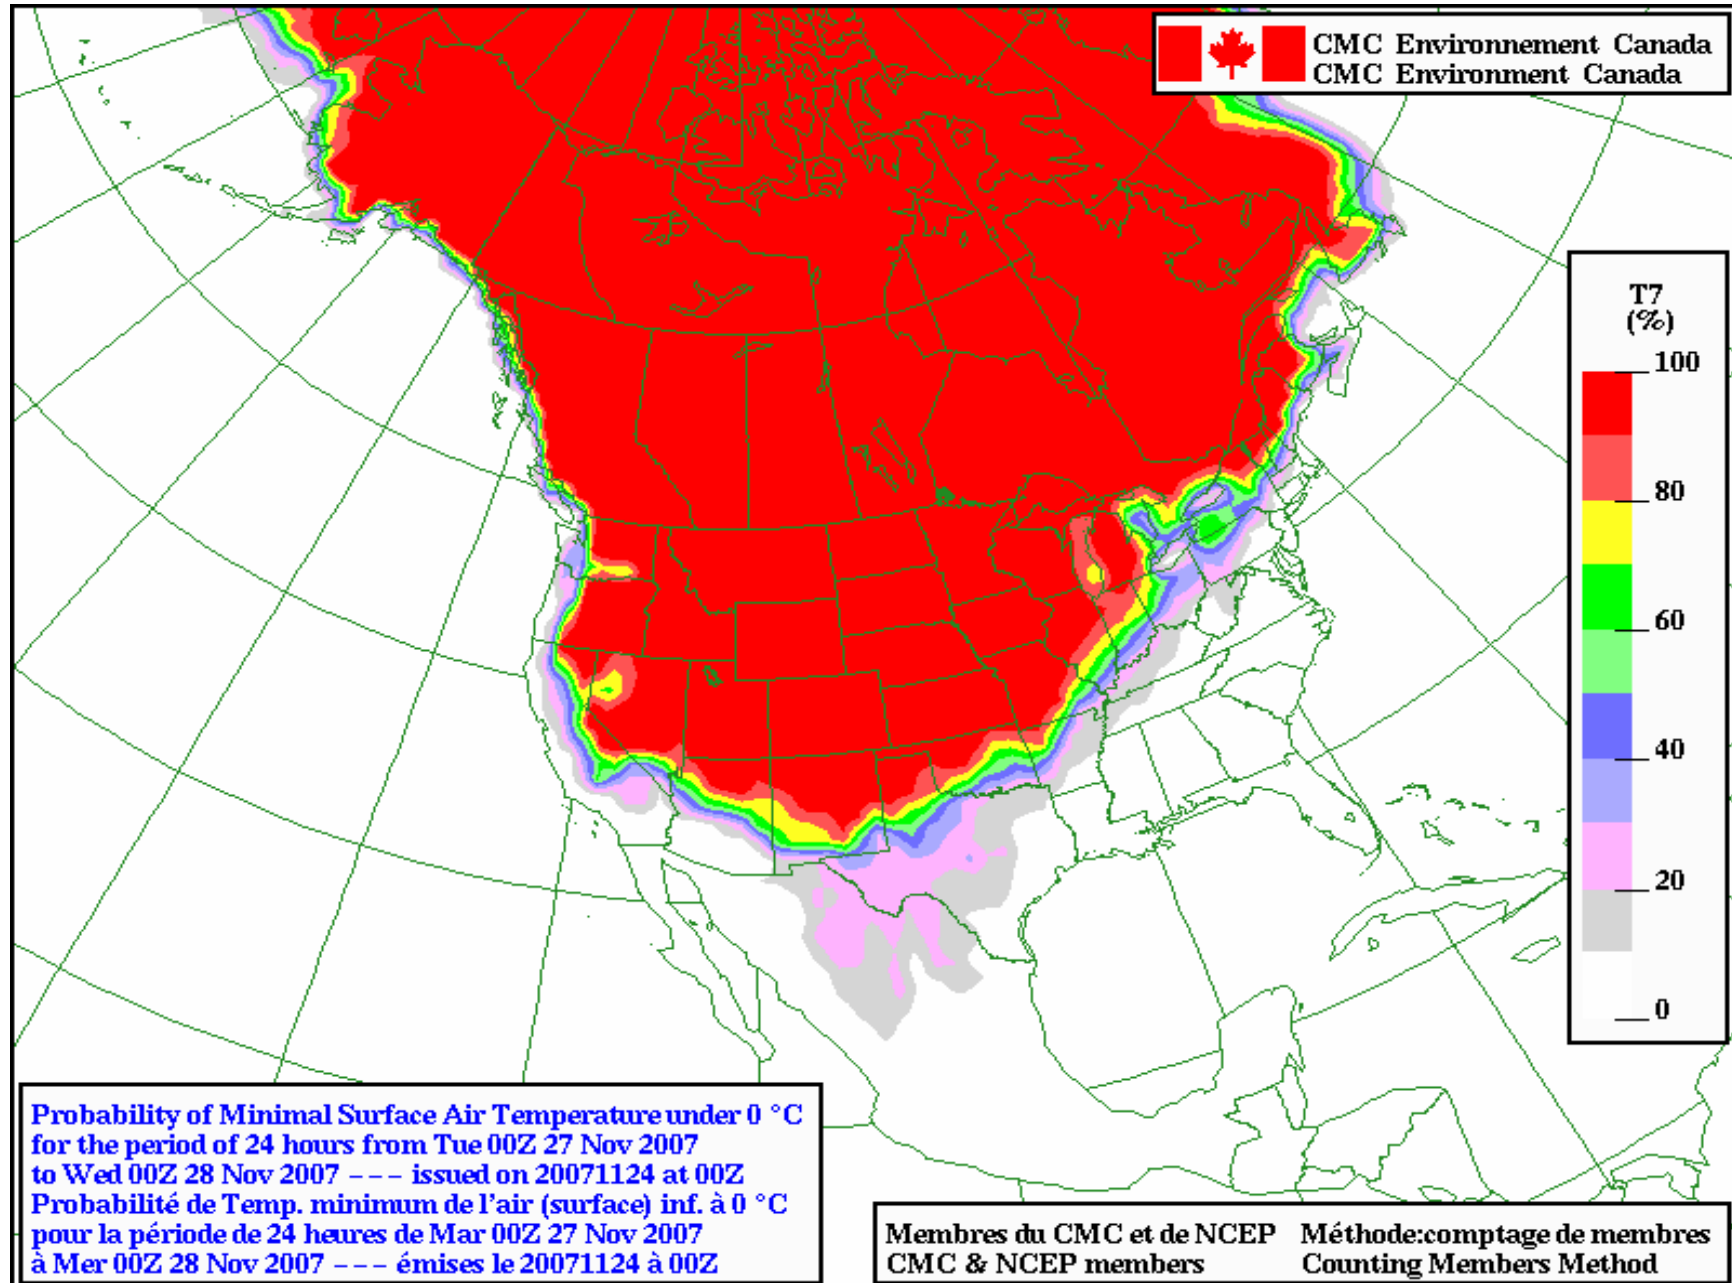 CMC Environnement Canada
CMC Environment Canada
T7
(%)
100
80
60
40
20
0
Probability of Minimal Surface Air Temperature under 0 °C
for the period of 24 hours from Tue 00Z 27 Nov 2007
to Wed 00Z 28 Nov 2007 --- issued on 20071124 at 00Z
Probabilité de Temp. minimum de l'air (surface) inf. à 0 °C
pour la période de 24 heures de Mar 00Z 27 Nov 2007
à Mer 00Z 28 Nov 2007 --- émises le 20071124 à 00Z
Membres du CMC et de NCEP Méthode:comptage de membres
CMC & NCEP members Counting Members Method